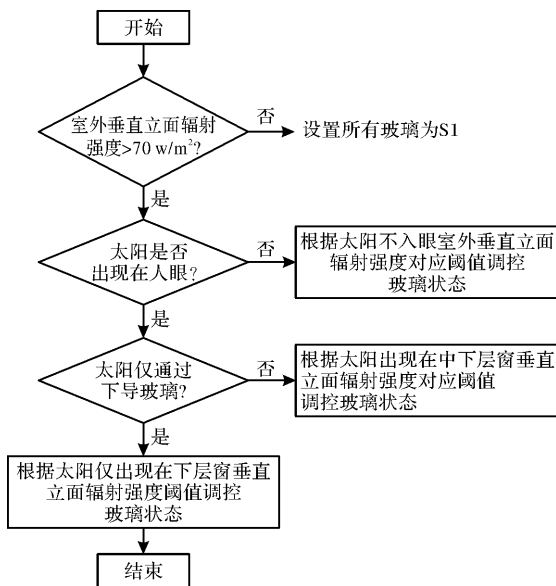 开始
室外垂直立面辐射
强度>70 w/m²?
否
设置所有玻璃为S1
是
太阳是否
出现在人眼?
否
根据太阳不入眼室外垂直立面
辐射强度对应阈值调控
玻璃状态
是
太阳仅通过
下导玻璃?
否
根据太阳出现在中下层窗垂直
立面辐射强度对应阈值
调控玻璃状态
是
根据太阳仅出现在下层窗垂直
立面辐射强度阈值调控
玻璃状态
结束